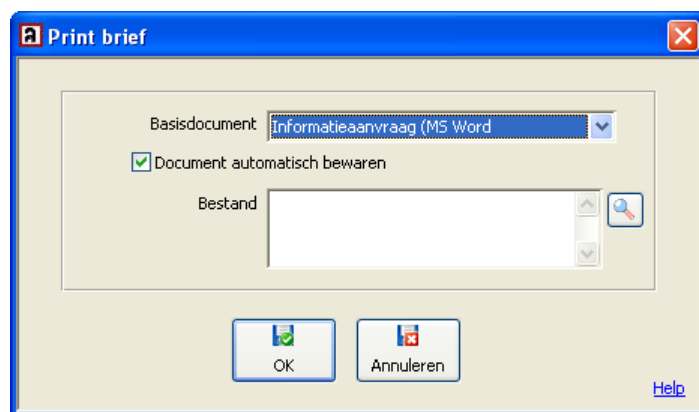 a Print brief
Basisdocument Informatieaanvraag (MS Word
Document automatisch bewaren
Bestand
OK Annuleren
Help